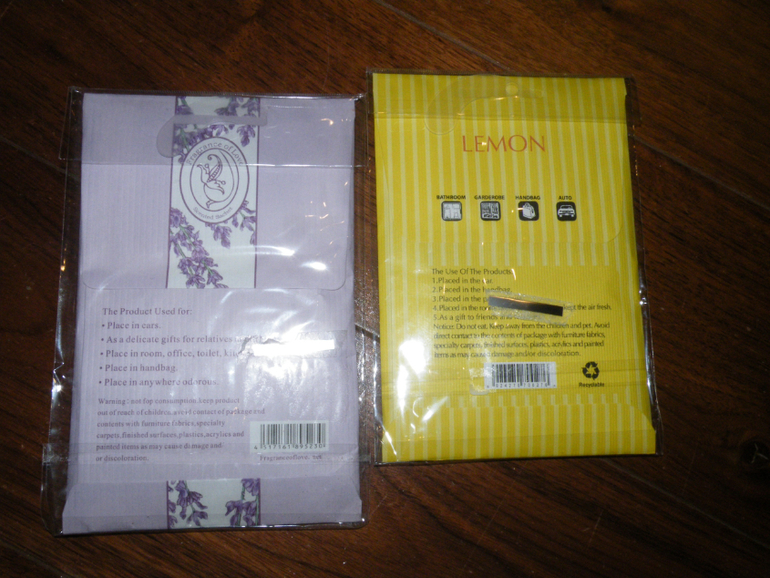 Fragrance of Love
The Product Used for:
• Place in cars.
• As a delicate gifts for relatives
• Place in room, office, toilet,
• Place in handbag.
• Place in anywhere odorous.
Warning: not for consumption, keep product
out of reach of children, avoid contact of package and
contents with furniture fabrics, specialty
carpets, finished surfaces, plastics, acrylics and
painted items as may cause damage and
or discoloration.
LEMON
BATHROOM GARDEROBE HANDBAG AUTO
The Use Of The Products
1.Placed in the car
2.Placed in the handbag
3.Placed in the
4.Placed in the kept the air fresh.
5.As a gift to friends
Notice: Do not eat. Keep away from the children and pet. Avoid
direct contact to the contents of package with furniture fabrics,
specialty carpets, finished surfaces, plastics, acrylics and painted
items as may cause damage and/or discoloration.
Recyclable